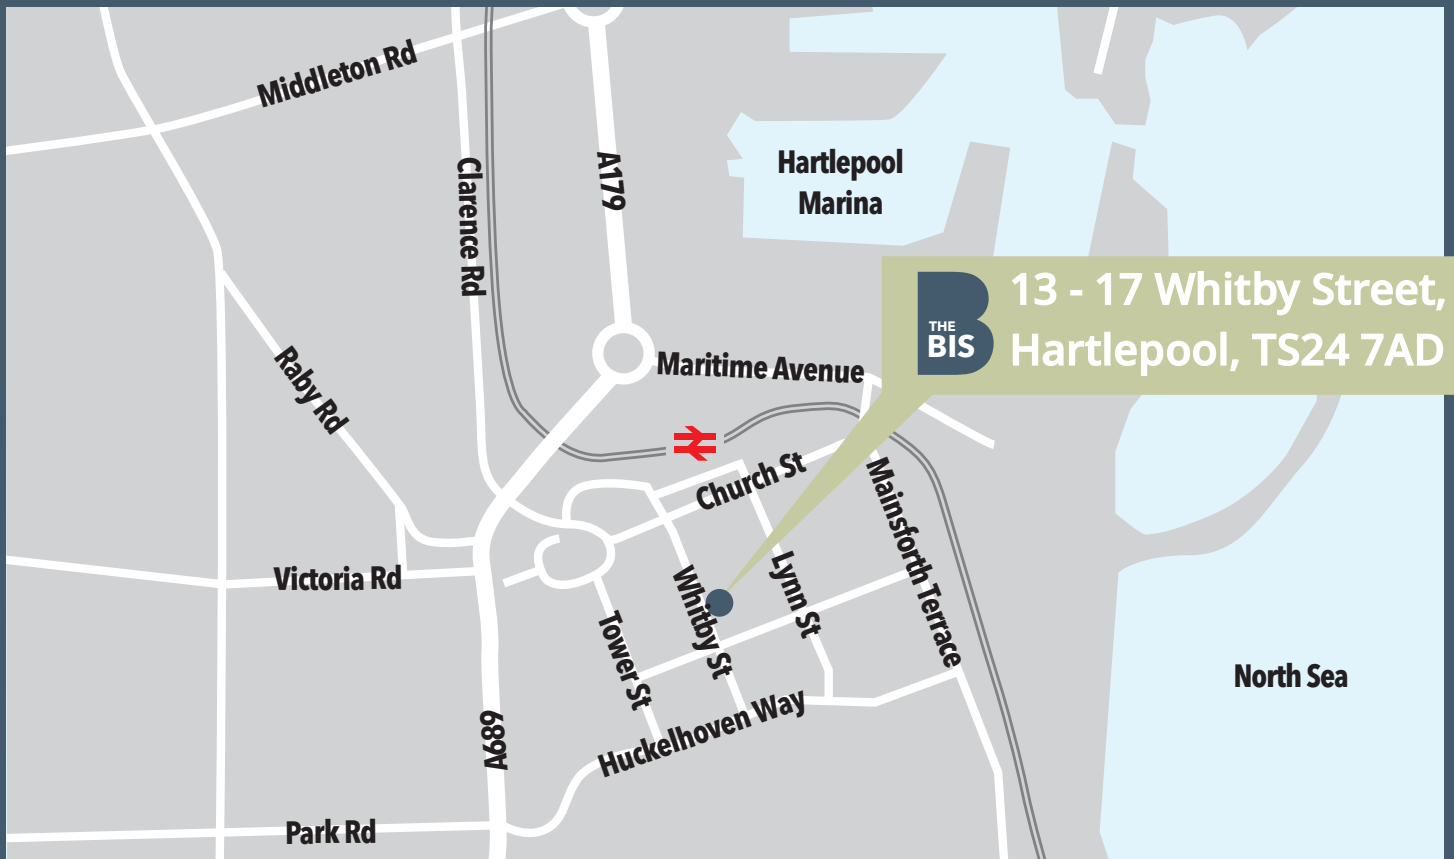 Middleton Rd
Clarence Rd
A179
Hartlepool
Marina
THE
BIS
13 - 17 Whitby Street,
Hartlepool, TS24 7AD
Maritime Avenue
Raby Rd
Church St
Mainsforth Terrace
Victoria Rd
Whitby St
Lynn St
Tower St
North Sea
A689
Huckelhoven Way
Park Rd